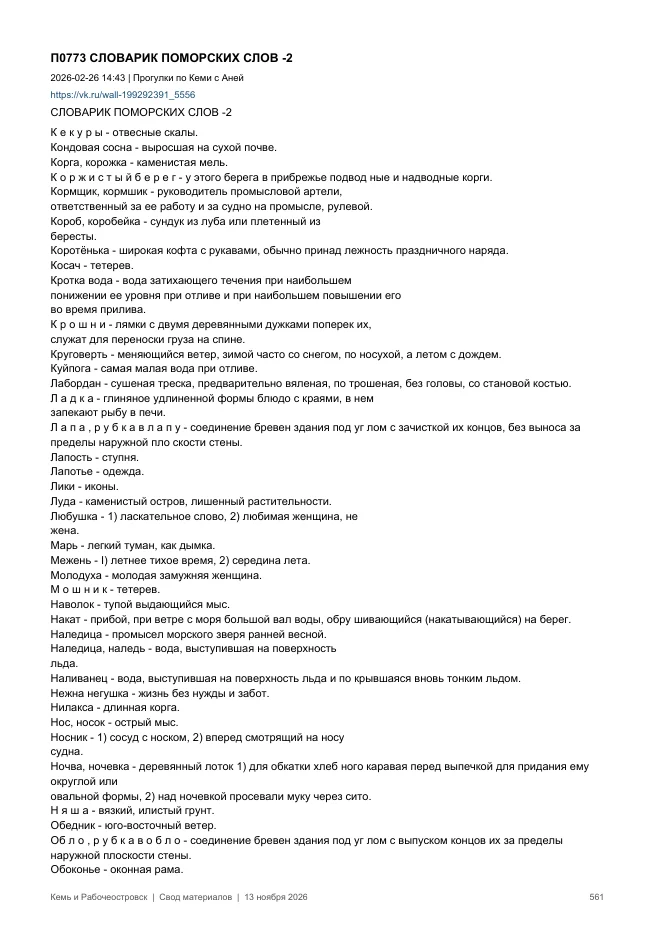 П0773 СЛОВАРИК ПОМОРСКИХ СЛОВ -2
2026-02-26 14:43 | Прогулки по Кеми с Аней
https://vk.ru/wall-199292391_5556
СЛОВАРИК ПОМОРСКИХ СЛОВ -2
К е к у р ы - отвесные скалы.
Кондовая сосна - выросшая на сухой почве.
Корга, корожка - каменистая мель.
К о р ж и с т ы й б е р е г - у этого берега в прибрежье подвод ные и надводные корги.
Кормщик, кормшик - руководитель промысловой артели,
ответственный за ее работу и за судно на промысле, рулевой.
Короб, коробейка - сундук из луба или плетенный из
бересты.
Коротёнька - широкая кофта с рукавами, обычно принад лежность праздничного наряда.
Косач - тетерев.
Кротка вода - вода затихающего течения при наибольшем
понижении ее уровня при отливе и при наибольшем повышении его
во время прилива.
К р о ш н и - лямки с двумя деревянными дужками поперек их,
служат для переноски груза на спине.
Круговерть - меняющийся ветер, зимой часто со снегом, по носухой, а летом с дождем.
Куйпога - самая малая вода при отливе.
Лабордан - сушеная треска, предварительно вяленая, по трошеная, без головы, со становой костью.
Л а д к а - глиняное удлиненной формы блюдо с краями, в нем
запекают рыбу в печи.
Л а п а , р у б к а в л а п у - соединение бревен здания под уг лом с зачисткой их концов, без выноса за
пределы наружной пло скости стены.
Лапость - ступня.
Лапотье - одежда.
Лики - иконы.
Луда - каменистый остров, лишенный растительности.
Любушка - 1) ласкательное слово, 2) любимая женщина, не
жена.
Марь - легкий туман, как дымка.
Межень - I) летнее тихое время, 2) середина лета.
Молодуха - молодая замужняя женщина.
М о ш н и к - тетерев.
Наволок - тупой выдающийся мыс.
Накат - прибой, при ветре с моря большой вал воды, обру шивающийся (накатывающийся) на берег.
Наледица - промысел морского зверя ранней весной.
Наледица, наледь - вода, выступившая на поверхность
льда.
Наливанец - вода, выступившая на поверхность льда и по крывшаяся вновь тонким льдом.
Нежна негушка - жизнь без нужды и забот.
Нилакса - длинная корга.
Нос, носок - острый мыс.
Носник - 1) сосуд с носком, 2) вперед смотрящий на носу
судна.
Ночва, ночевка - деревянный лоток 1) для обкатки хлеб ного каравая перед выпечкой для придания ему
округлой или
овальной формы, 2) над ночевкой просевали муку через сито.
Н я ш а - вязкий, илистый грунт.
Обедник - юго-восточный ветер.
Об л о , р у б к а в о б л о - соединение бревен здания под уг лом с выпуском концов их за пределы
наружной плоскости стены.
Обоконье - оконная рама.
Кемь и Рабочеостровск | Свод материалов | 13 ноября 2026
561